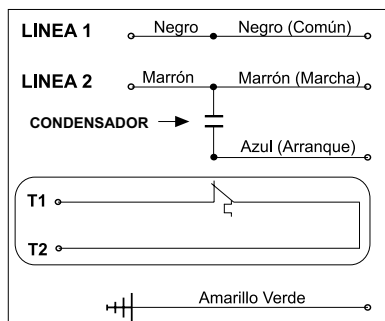 LINEA 1 Negro Negro (Común)
LINEA 2 Marrón Marrón (Marcha)
CONDENSADOR
Azul (Arranque)
T1
T2
Amarillo Verde